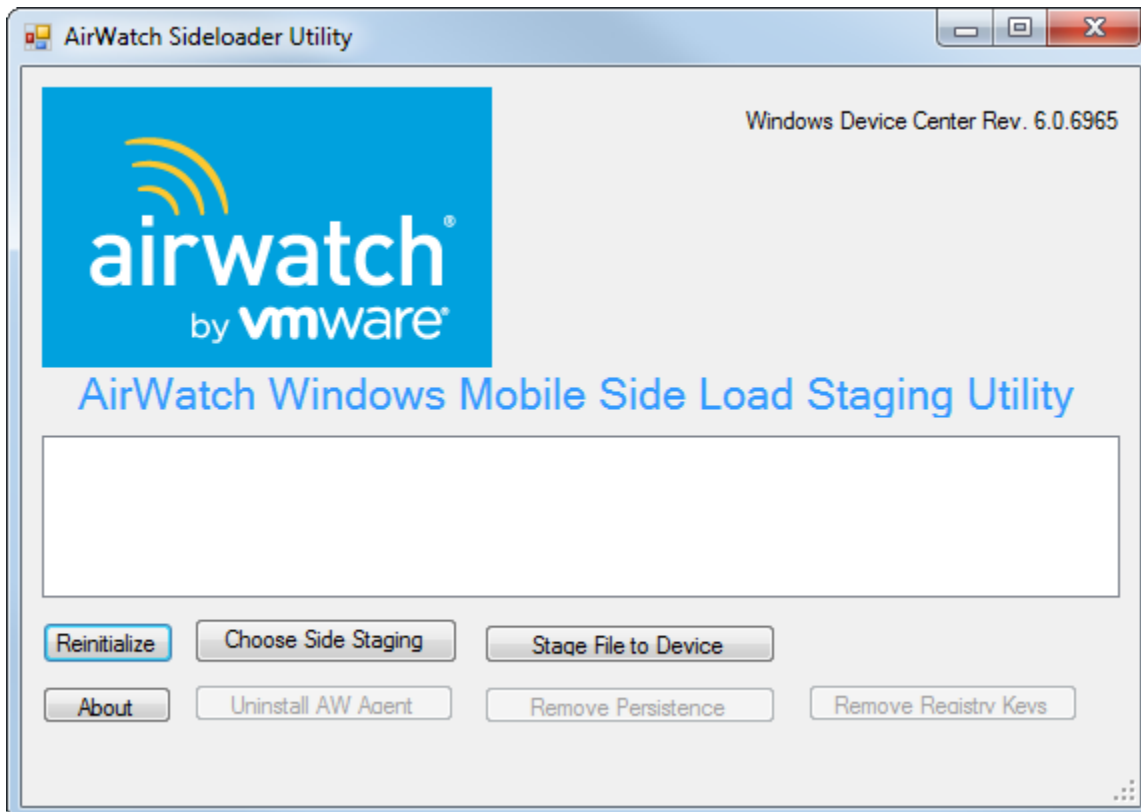 AirWatch Sideloader Utility
Windows Device Center Rev. 6.0.6965
airwatch®
by vmware®
AirWatch Windows Mobile Side Load Staging Utility
Reinitialize
Choose Side Staging
Stage File to Device
About
Uninstall AW Agent
Remove Persistence
Remove Registry Keys